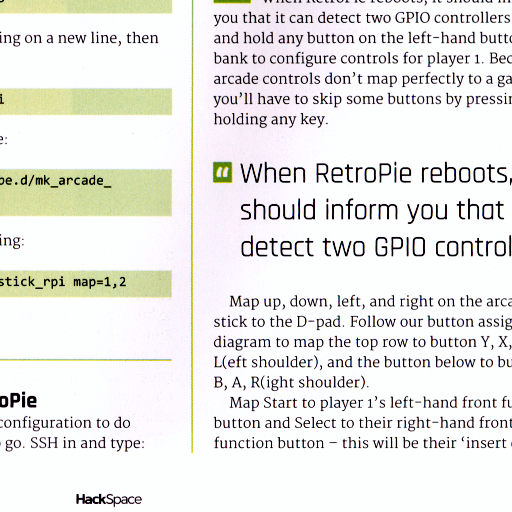 ing on a new line, then
i
e:
pe.d/mk_arcade_
ing:
stick_rpi map=1,2
oPie
configuration to do
go. SSH in and type:
When RetroPie reboots, it should in
you that it can detect two GPIO controllers
and hold any button on the left-hand butto
bank to configure controls for player 1. Bec
arcade controls don't map perfectly to a ga
you'll have to skip some buttons by pressin
holding any key.
“ When RetroPie reboots,
should inform you that
detect two GPIO control
Map up, down, left, and right on the arca
stick to the D-pad. Follow our button assig
diagram to map the top row to button Y, X,
L(eft shoulder), and the button below to bu
B, A, R(ight shoulder).
Map Start to player 1's left-hand front fu
button and Select to their right-hand front
function button – this will be their 'insert
HackSpace